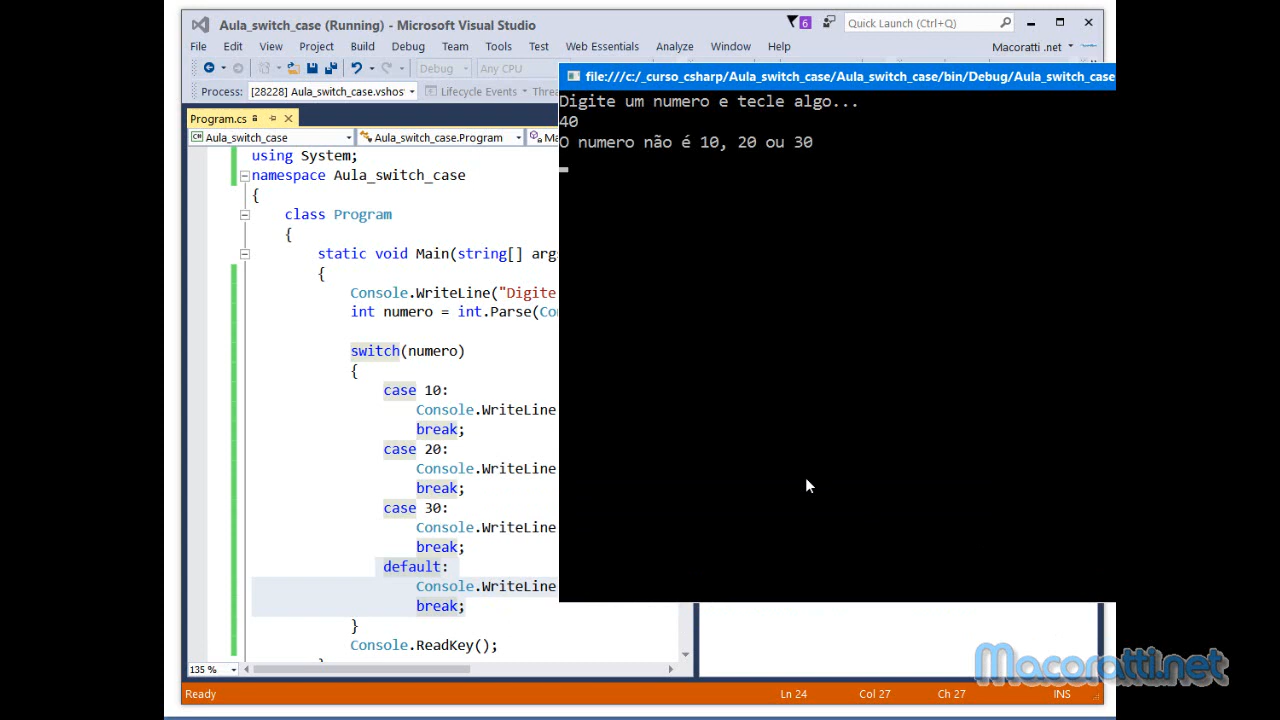 Aula_switch_case (Running) - Microsoft Visual Studio
6
Quick Launch (Ctrl+Q)
File Edit View Project Build Debug Team Tools Test Web Essentials Analyze Window Help
Macoratti .net
Debug Any CPU
Process: [28228] Aula_switch_case.vshos
Lifecycle Events Threa
file:///c:/_curso_csharp/Aula_switch_case/Aula_switch_case/bin/Debug/Aula_switch_case
Digite um numero e tecle algo...
40
O numero não é 10, 20 ou 30
Program.cs
Aula_switch_case Aula_switch_case.Program Ma
using System;
namespace Aula_switch_case
{
class Program
{
static void Main(string[] arg
{
Console.WriteLine("Digite
int numero = int.Parse(Co
switch(numero)
{
case 10:
Console.WriteLine
break;
case 20:
Console.WriteLine
break;
case 30:
Console.WriteLine
break;
default:
Console.WriteLine
break;
}
Console.ReadKey();
135 %
Macoratti.net
Ready Ln 24 Col 27 Ch 27 INS